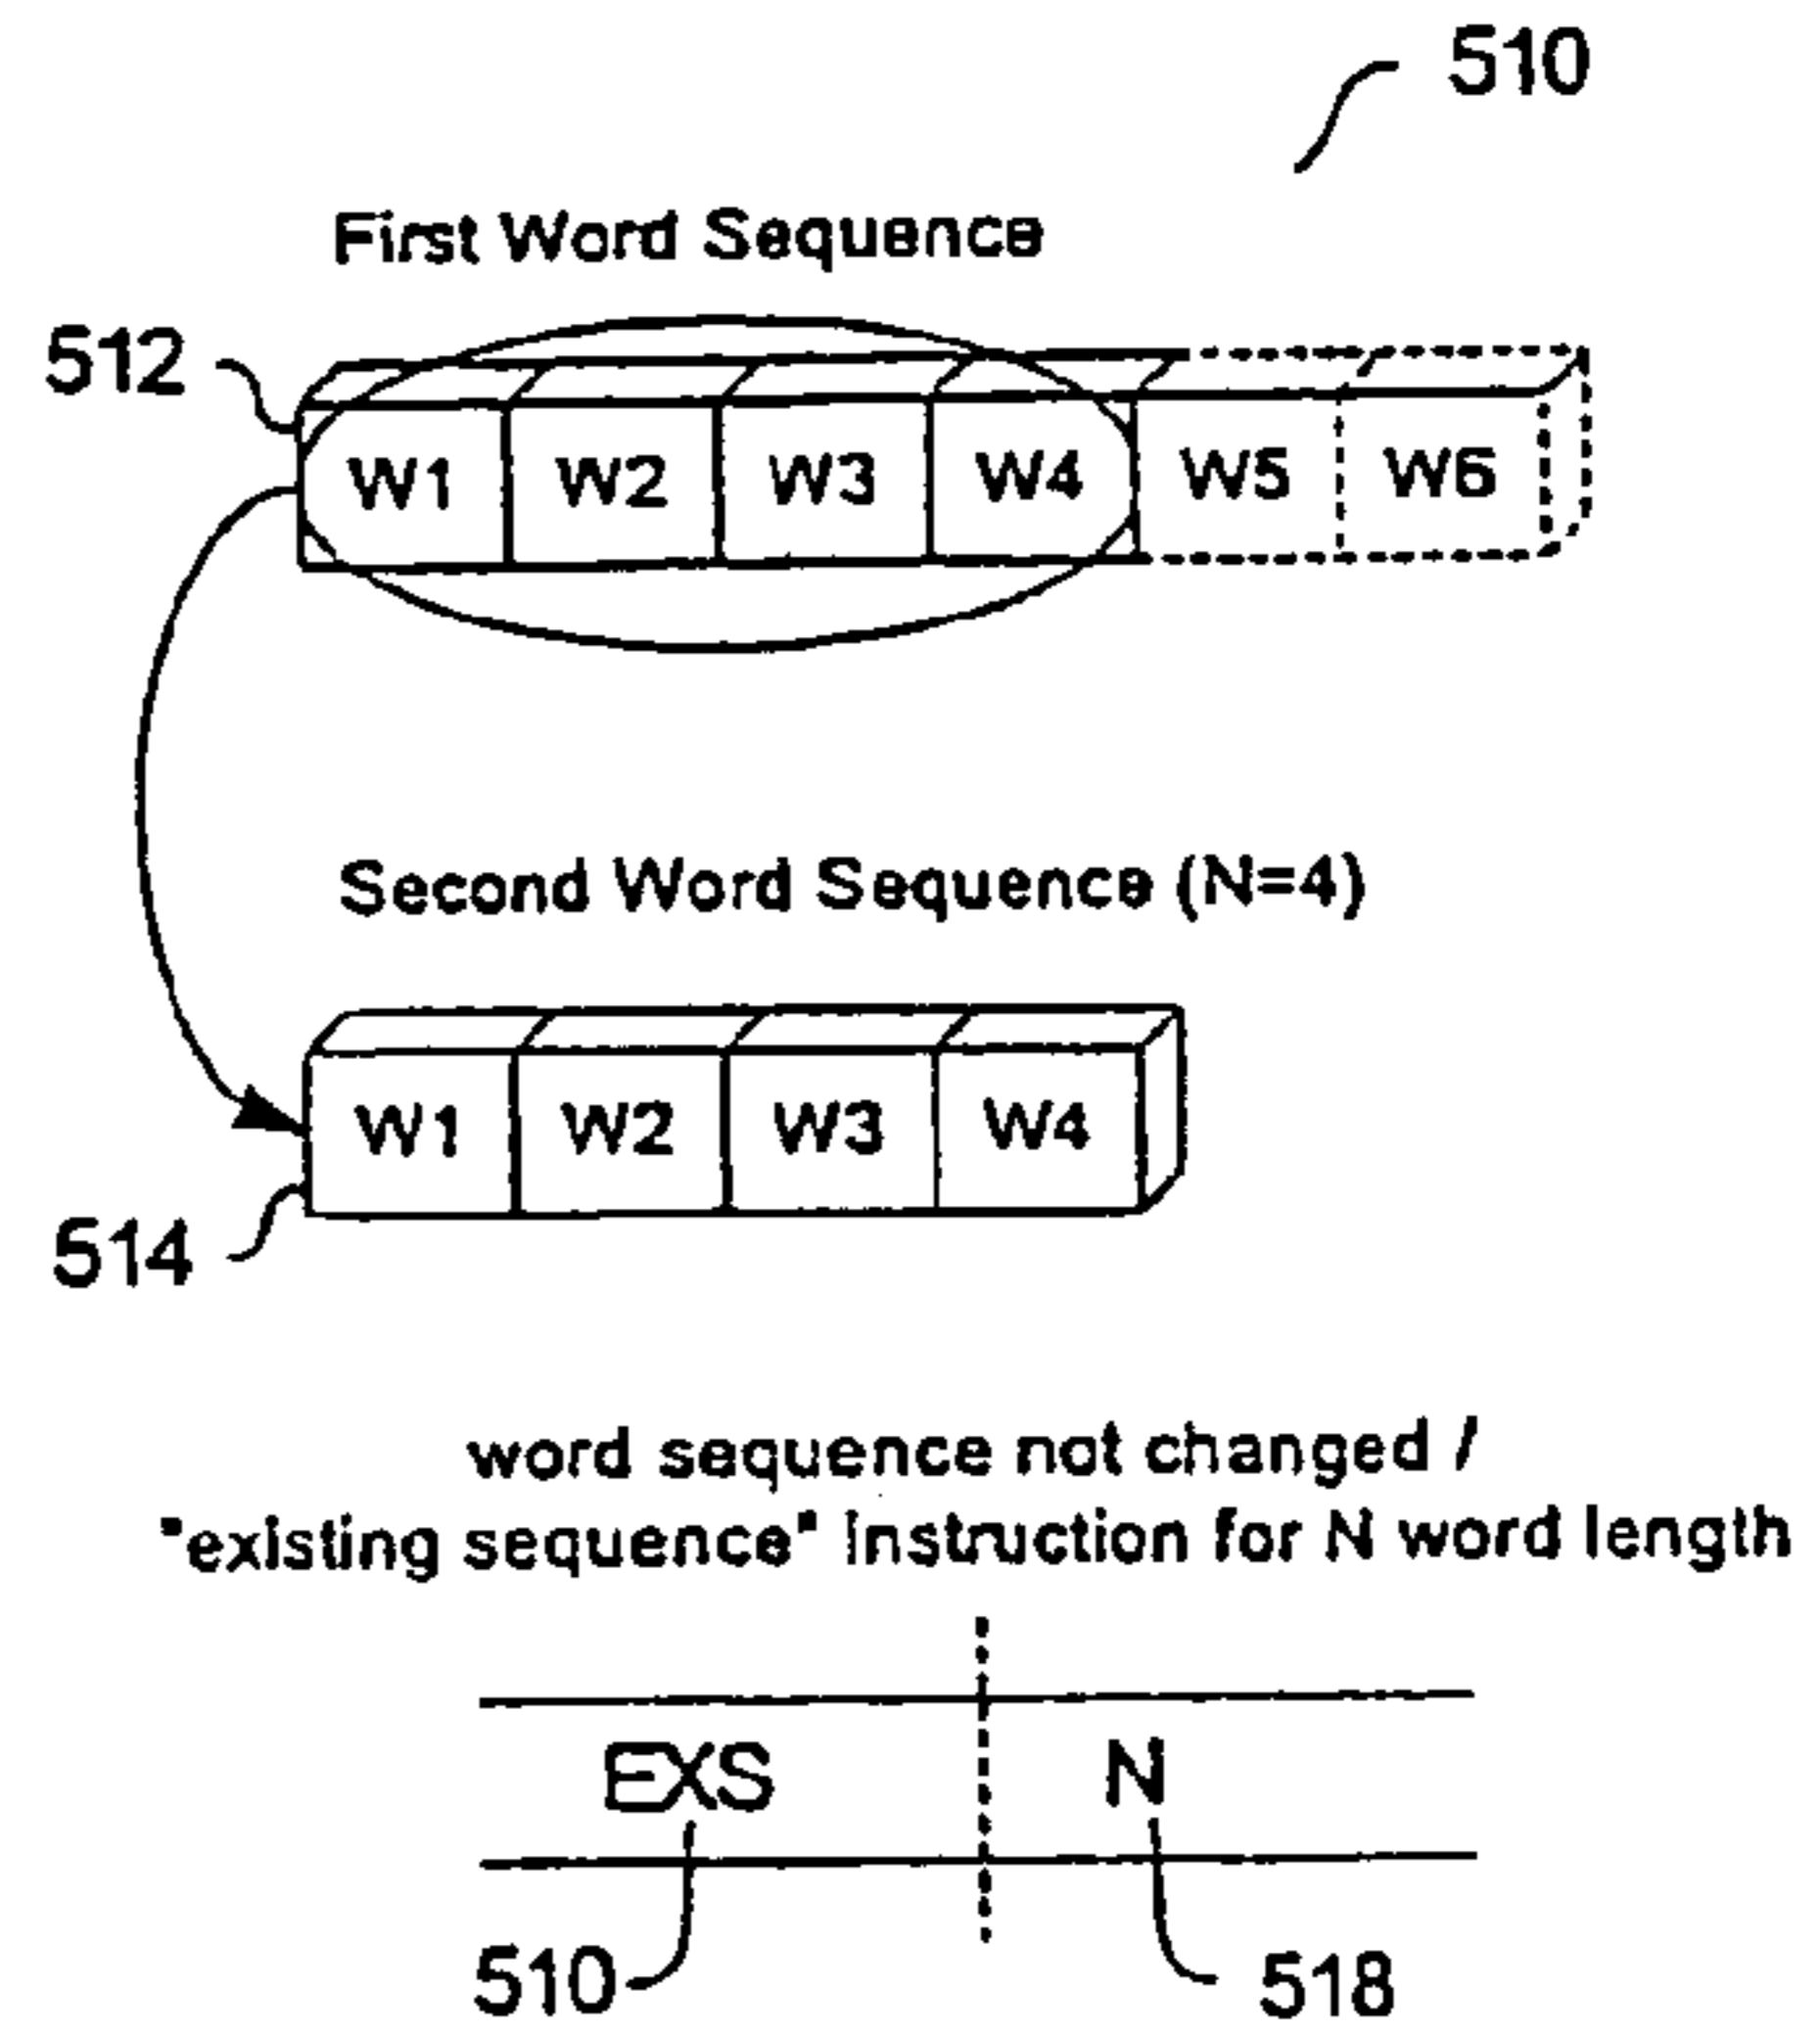 510
First Word Sequence
512
W1 W2 W3 W4 W5 W6
Second Word Sequence (N=4)
W1 W2 W3 W4
514
word sequence not changed /
"existing sequence" Instruction for N word length
EXS N
510 518